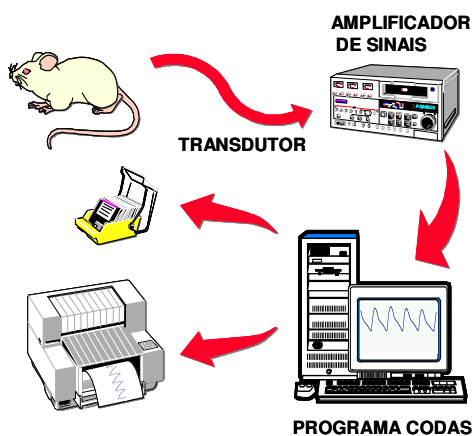 AMPLIFICADOR
DE SINAIS
TRANSDUTOR
PROGRAMA CODAS